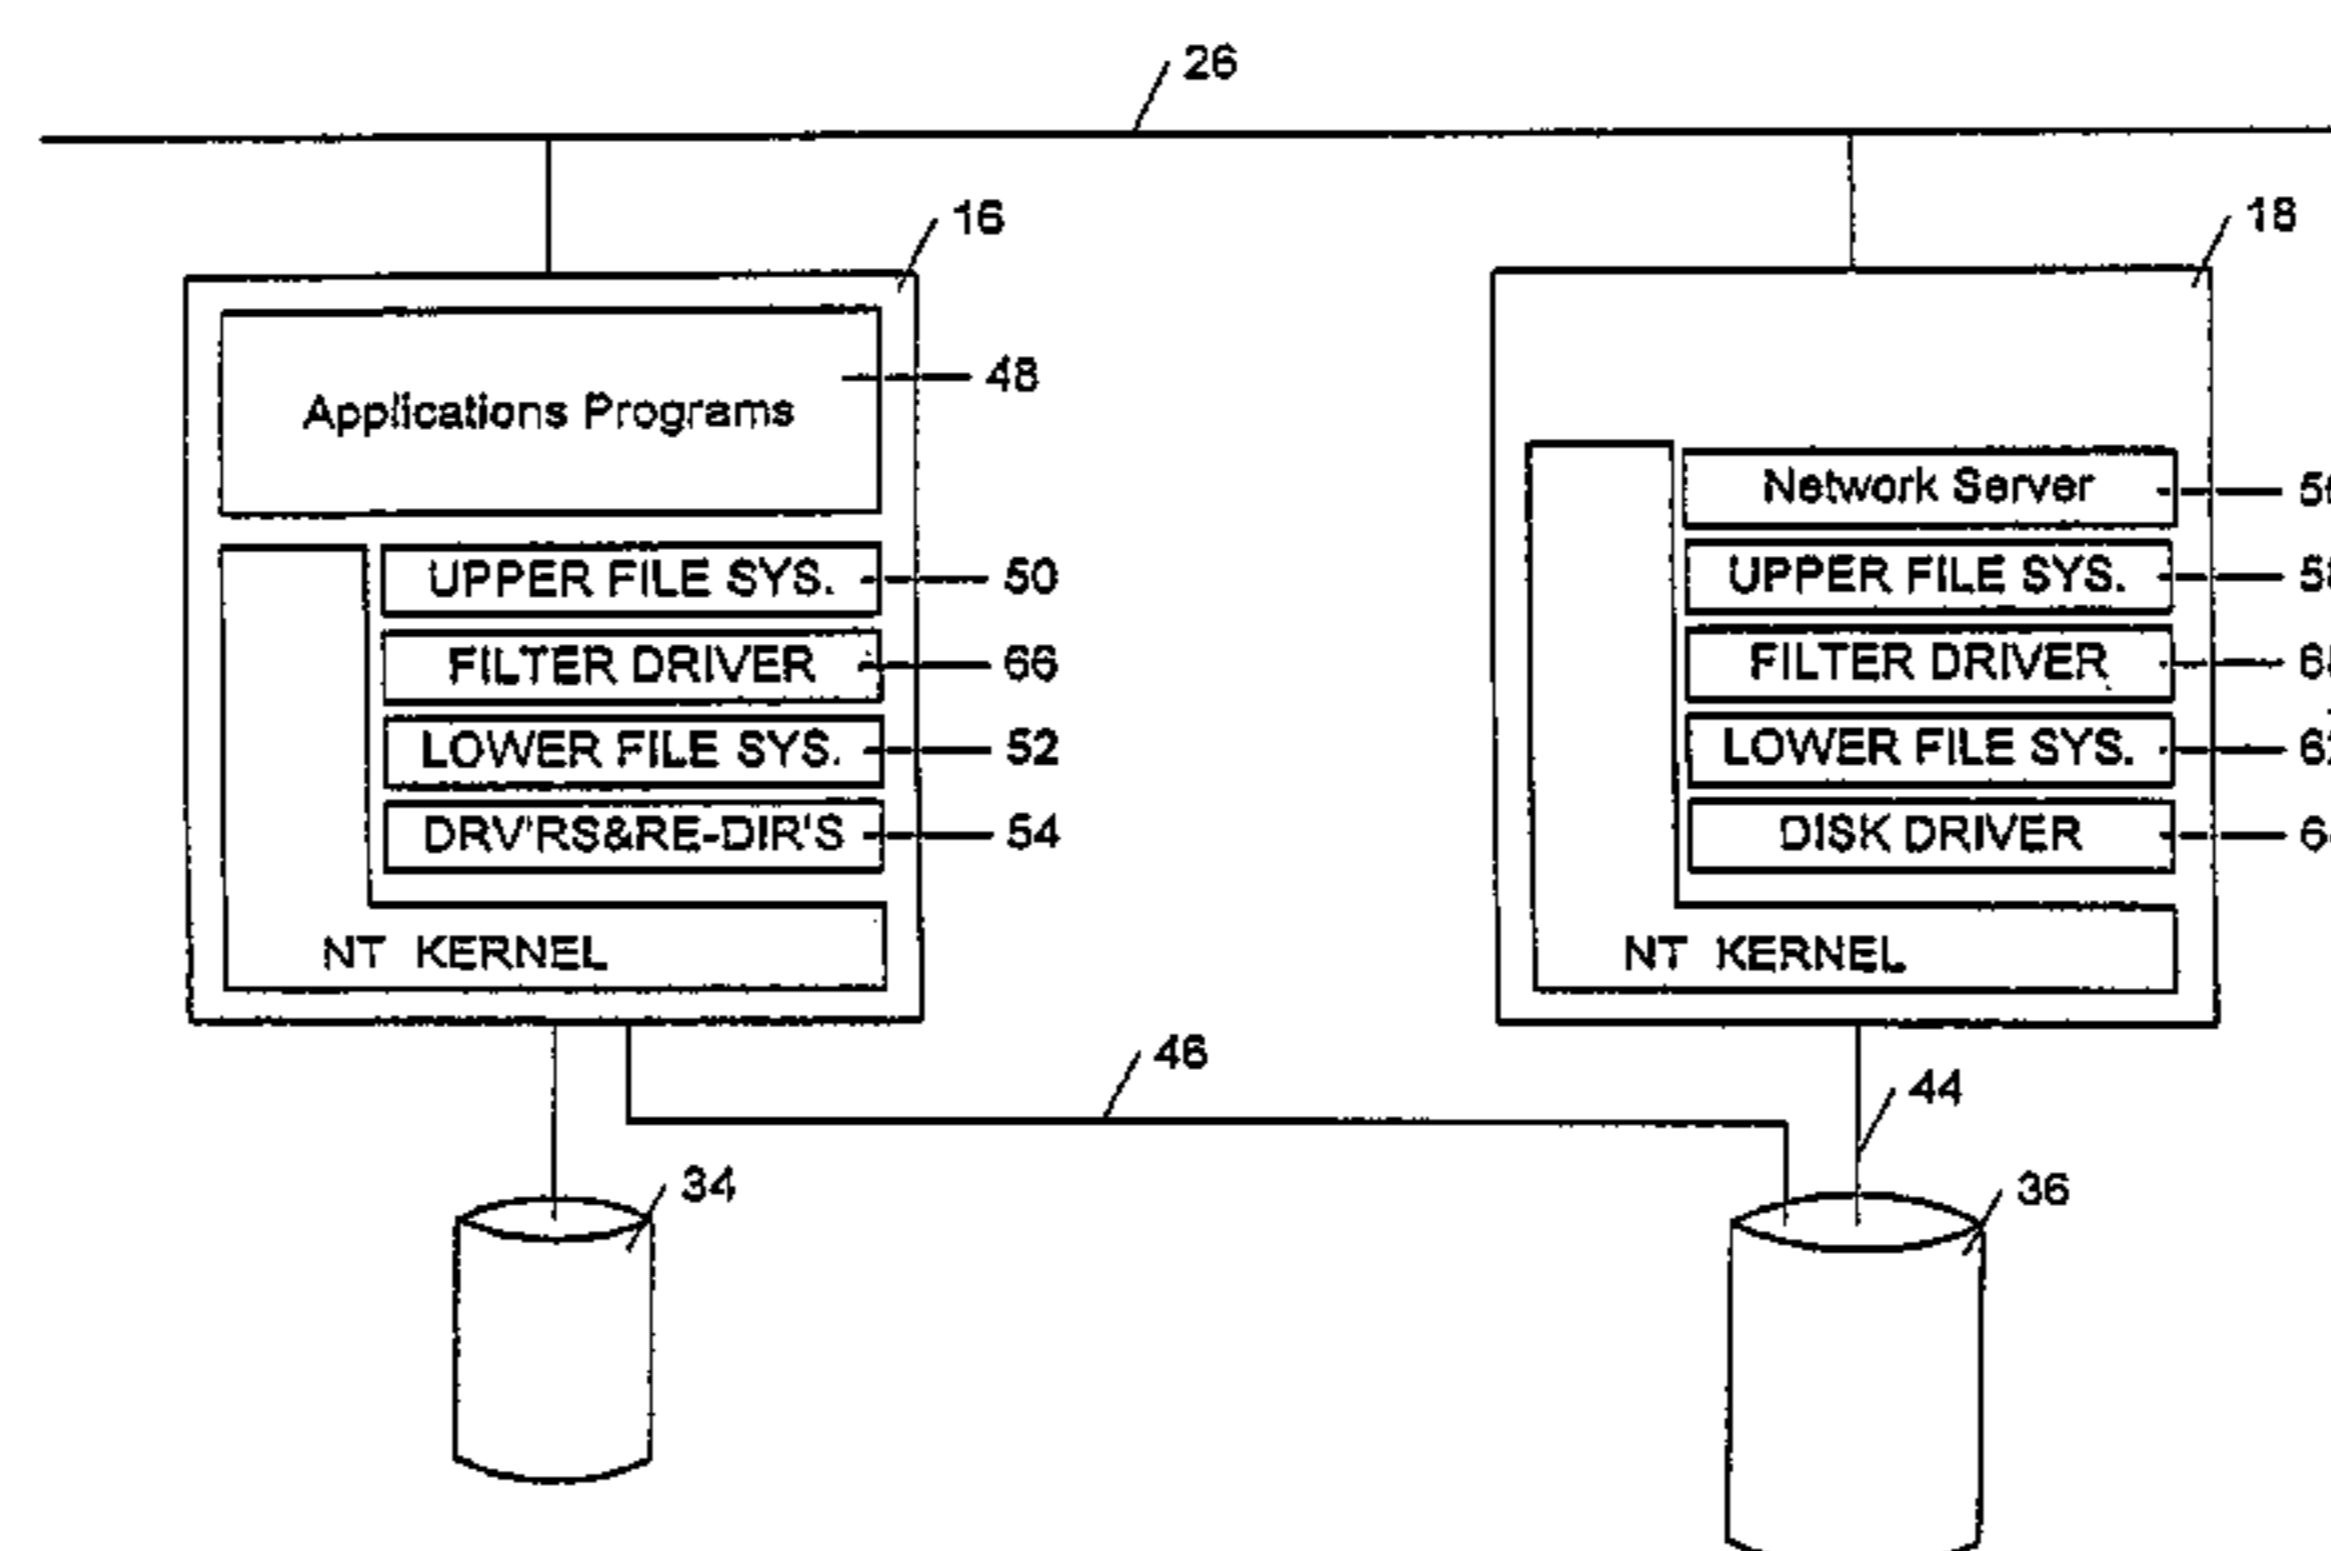 26
16
18
48
Applications Programs
Network Server
UPPER FILE SYS.
50
UPPER FILE SYS.
FILTER DRIVER
66
FILTER DRIVER
LOWER FILE SYS.
52
LOWER FILE SYS.
DRV'RS&RE-DIR'S
54
DISK DRIVER
NT KERNEL
NT KERNEL
46
44
34
36